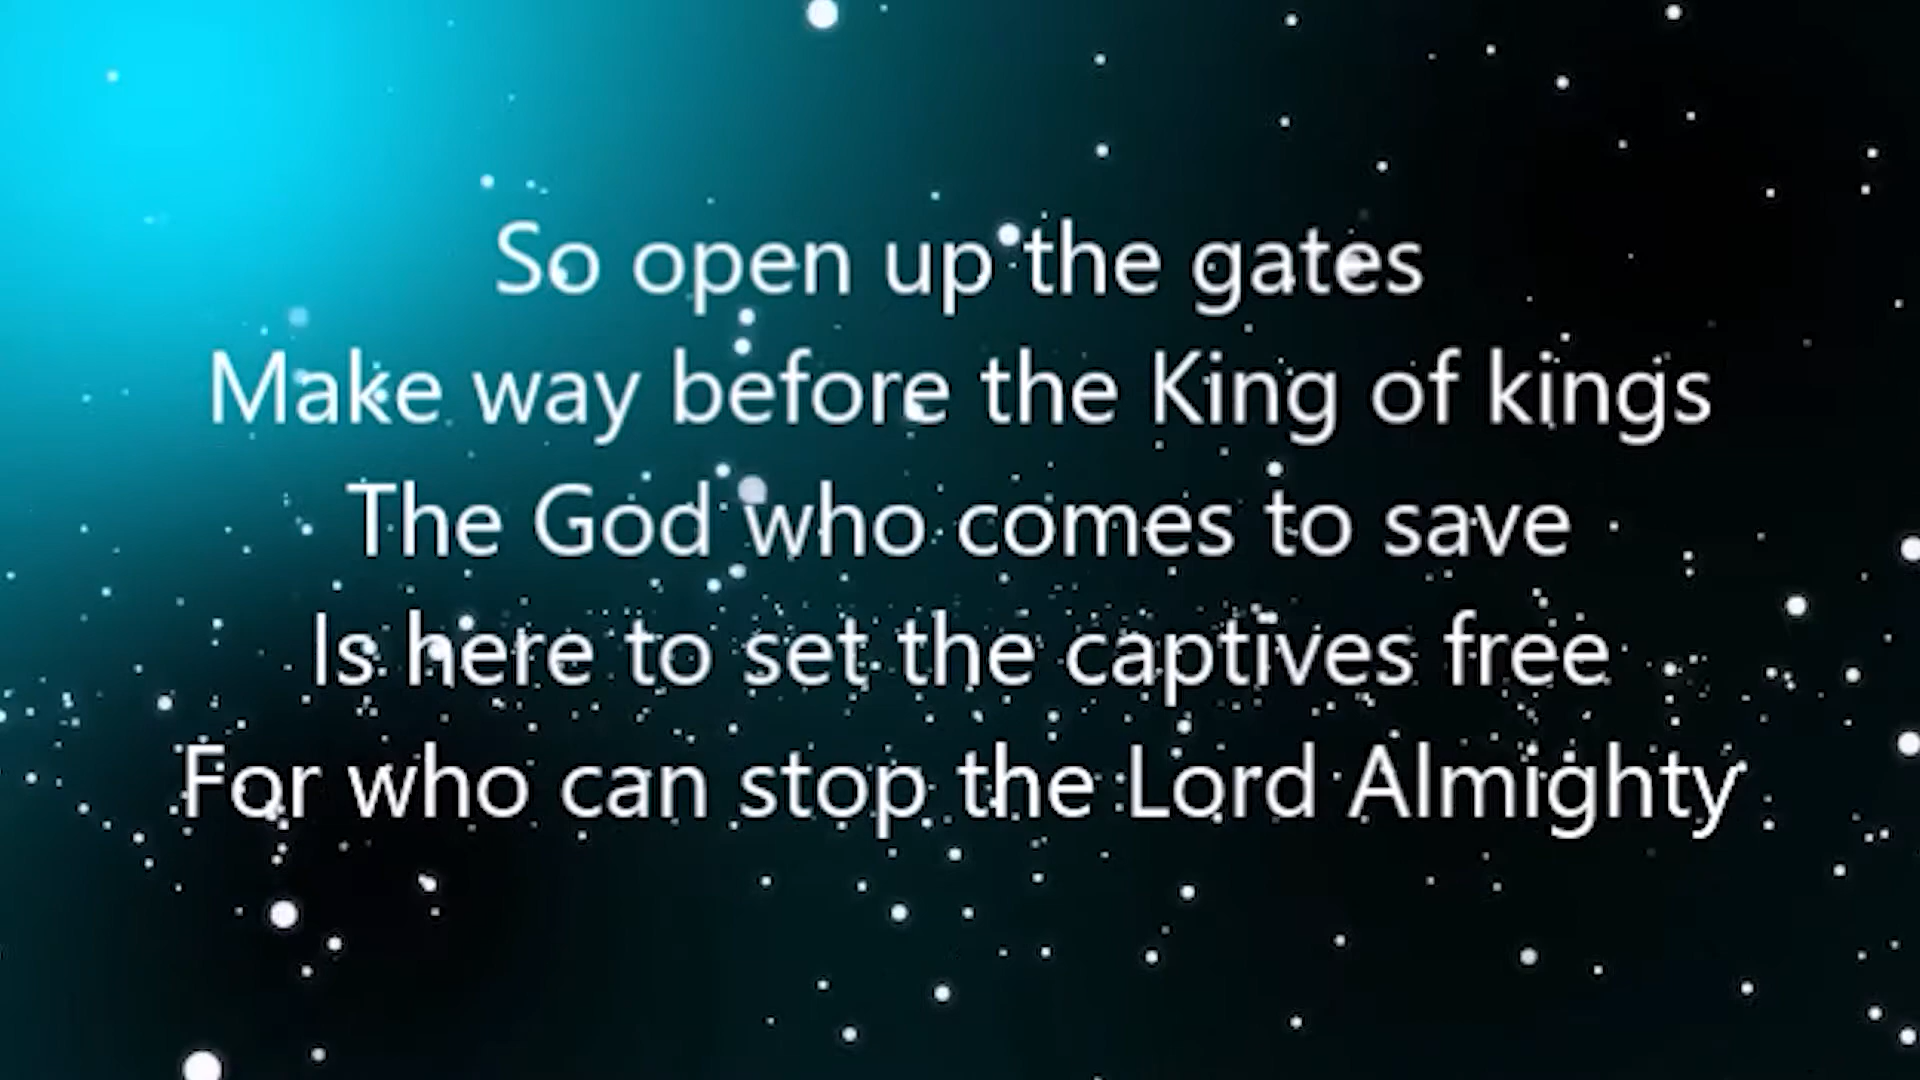 So open up the gates
Make way before the King of kings
The God who comes to save
Is here to set the captives free
For who can stop the Lord Almighty